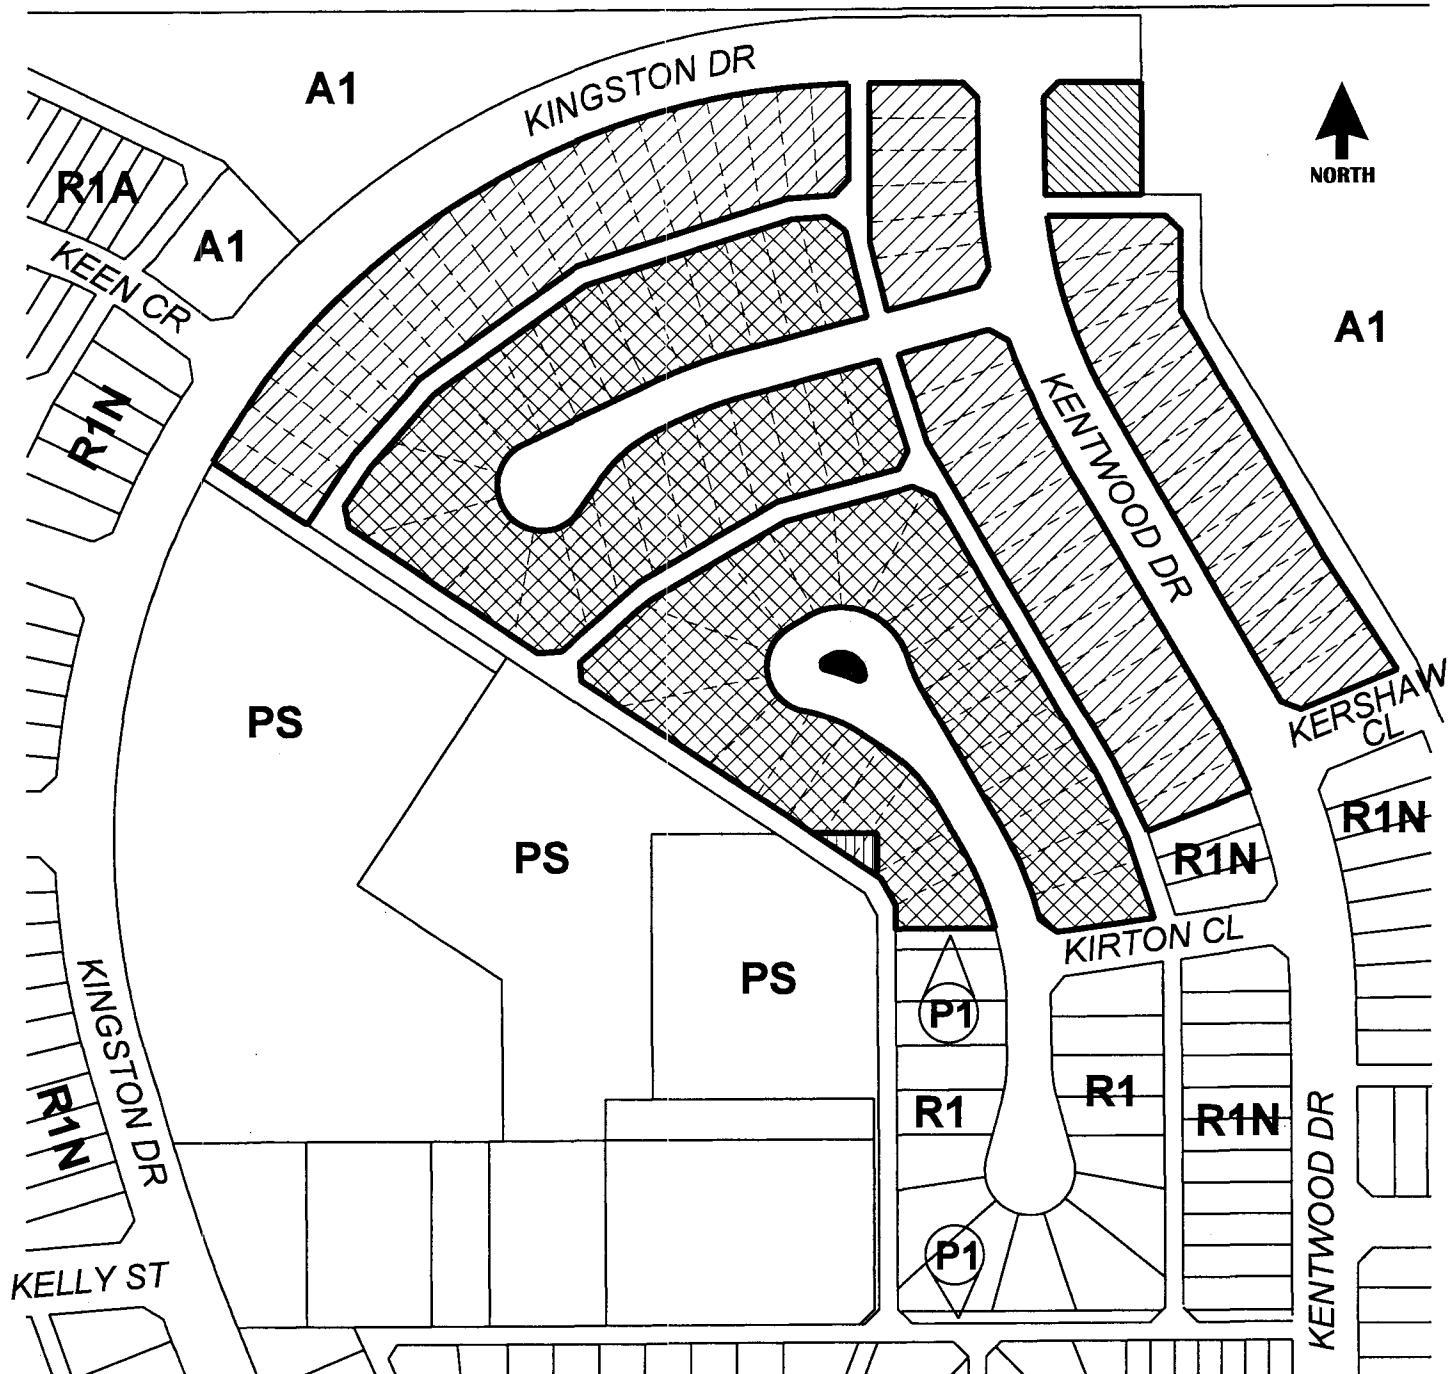 KINGSTON DR
A1
R1A
NORTH
A1
KEEN CR
A1
R1N
KENTWOOD DR
KERSHAW
CL
PS
R1N
PS
R1N
KIRTON CL
PS
KINGSTON DR
P1
R1
R1
R1N
R1N
KENTWOOD DR
P1
KELLY ST